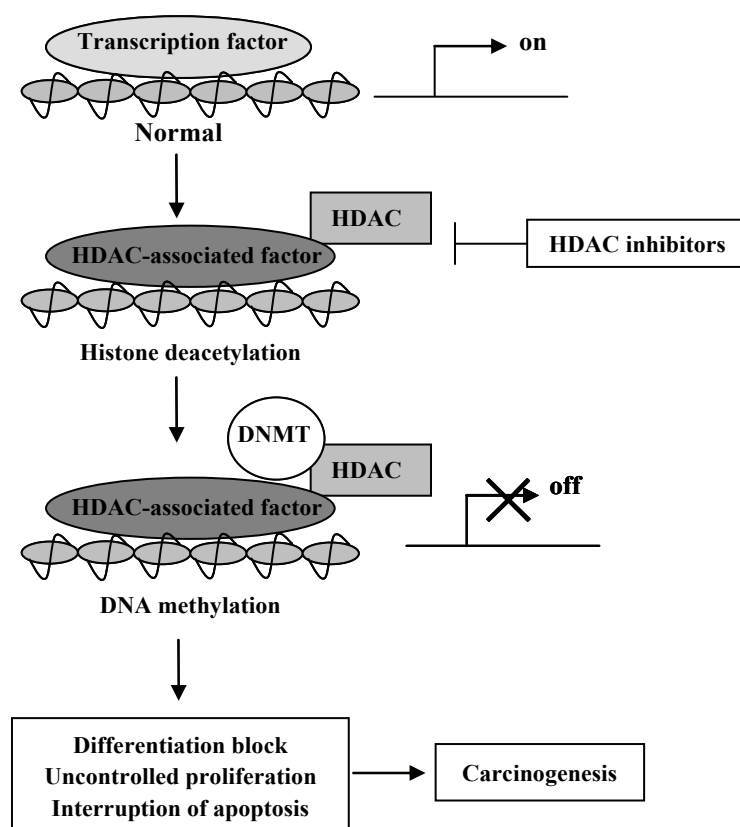 Transcription factor
on
Normal
HDAC
HDAC-associated factor
HDAC inhibitors
Histone deacetylation
DNMT
HDAC
HDAC-associated factor
off
DNA methylation
Differentiation block
Uncontrolled proliferation
Interruption of apoptosis
Carcinogenesis